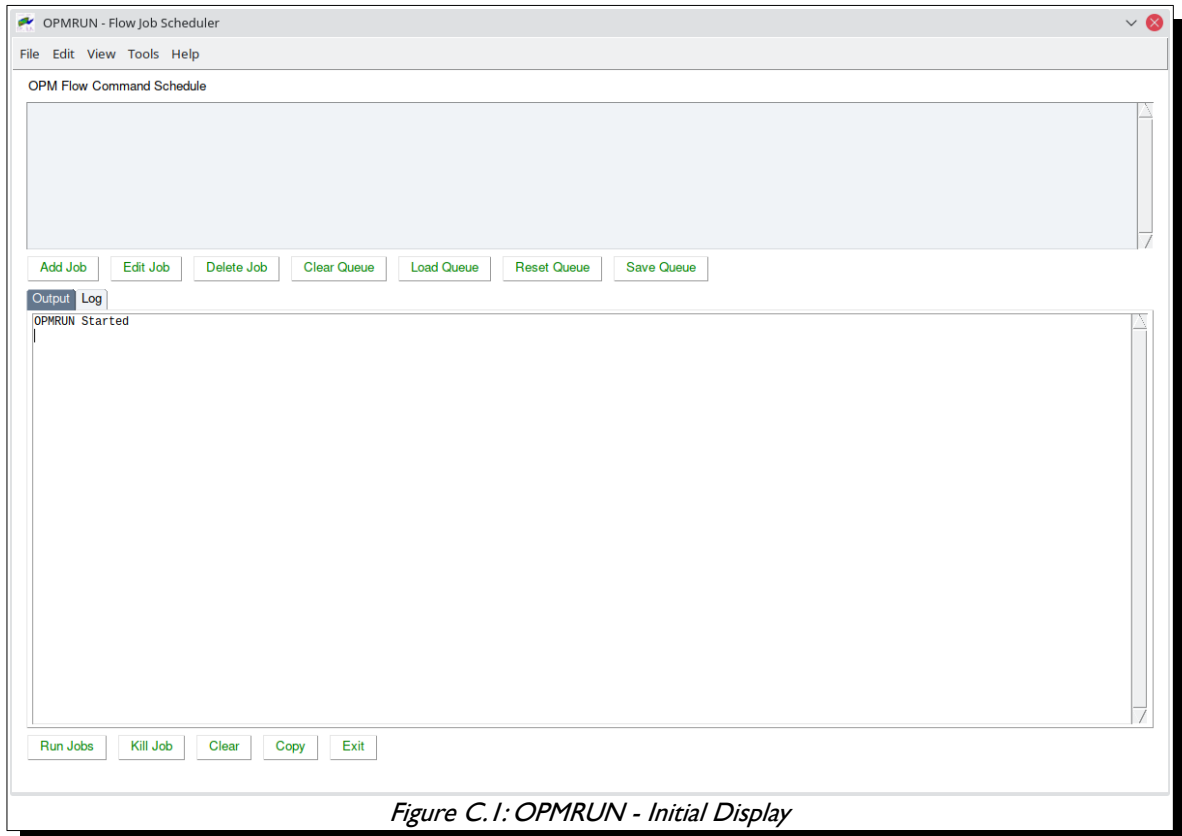 OPMRUN - Flow Job Scheduler
File Edit View Tools Help
OPM Flow Command Schedule
Add Job Edit Job Delete Job Clear Queue Load Queue Reset Queue Save Queue
Output Log
OPMRUN Started
Run Jobs Kill Job Clear Copy Exit
Figure C.1: OPMRUN - Initial Display